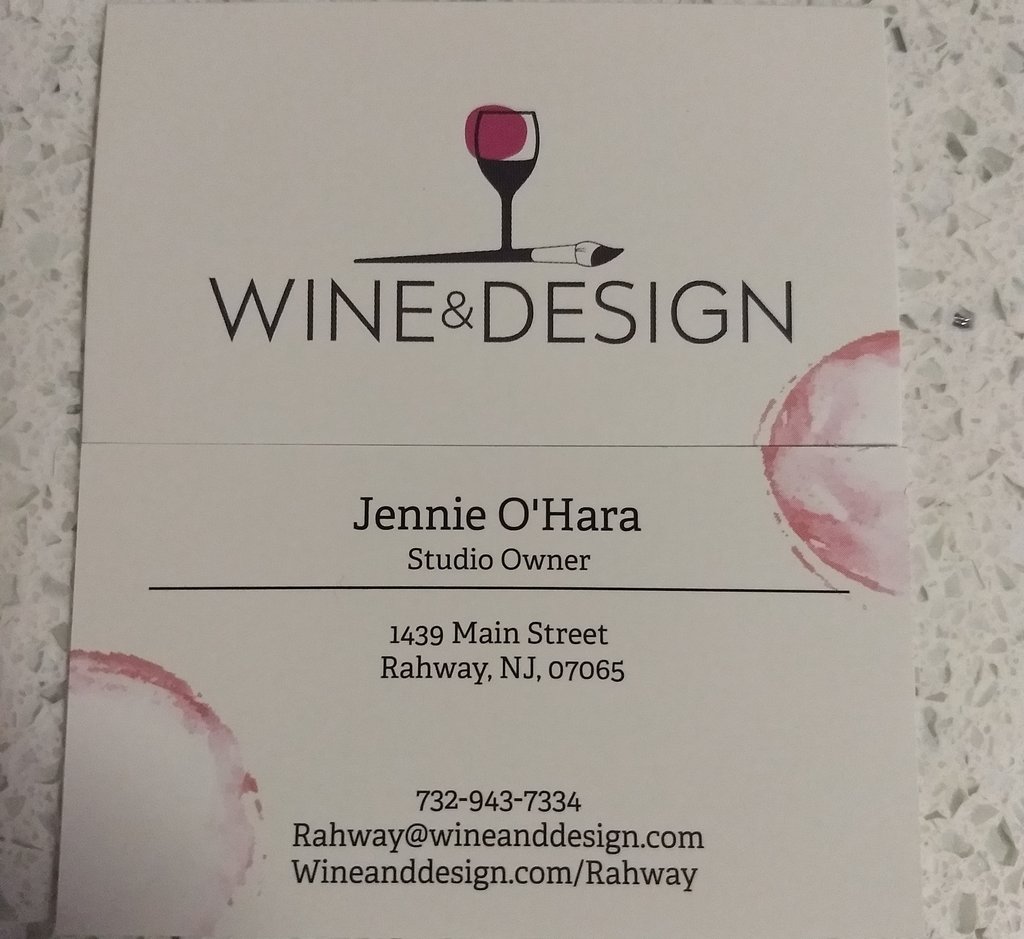 WINE&DESIGN
Jennie O'Hara
Studio Owner
1439 Main Street
Rahway, NJ, 07065
732-943-7334
Rahway@wineanddesign.com
Wineanddesign.com/Rahway